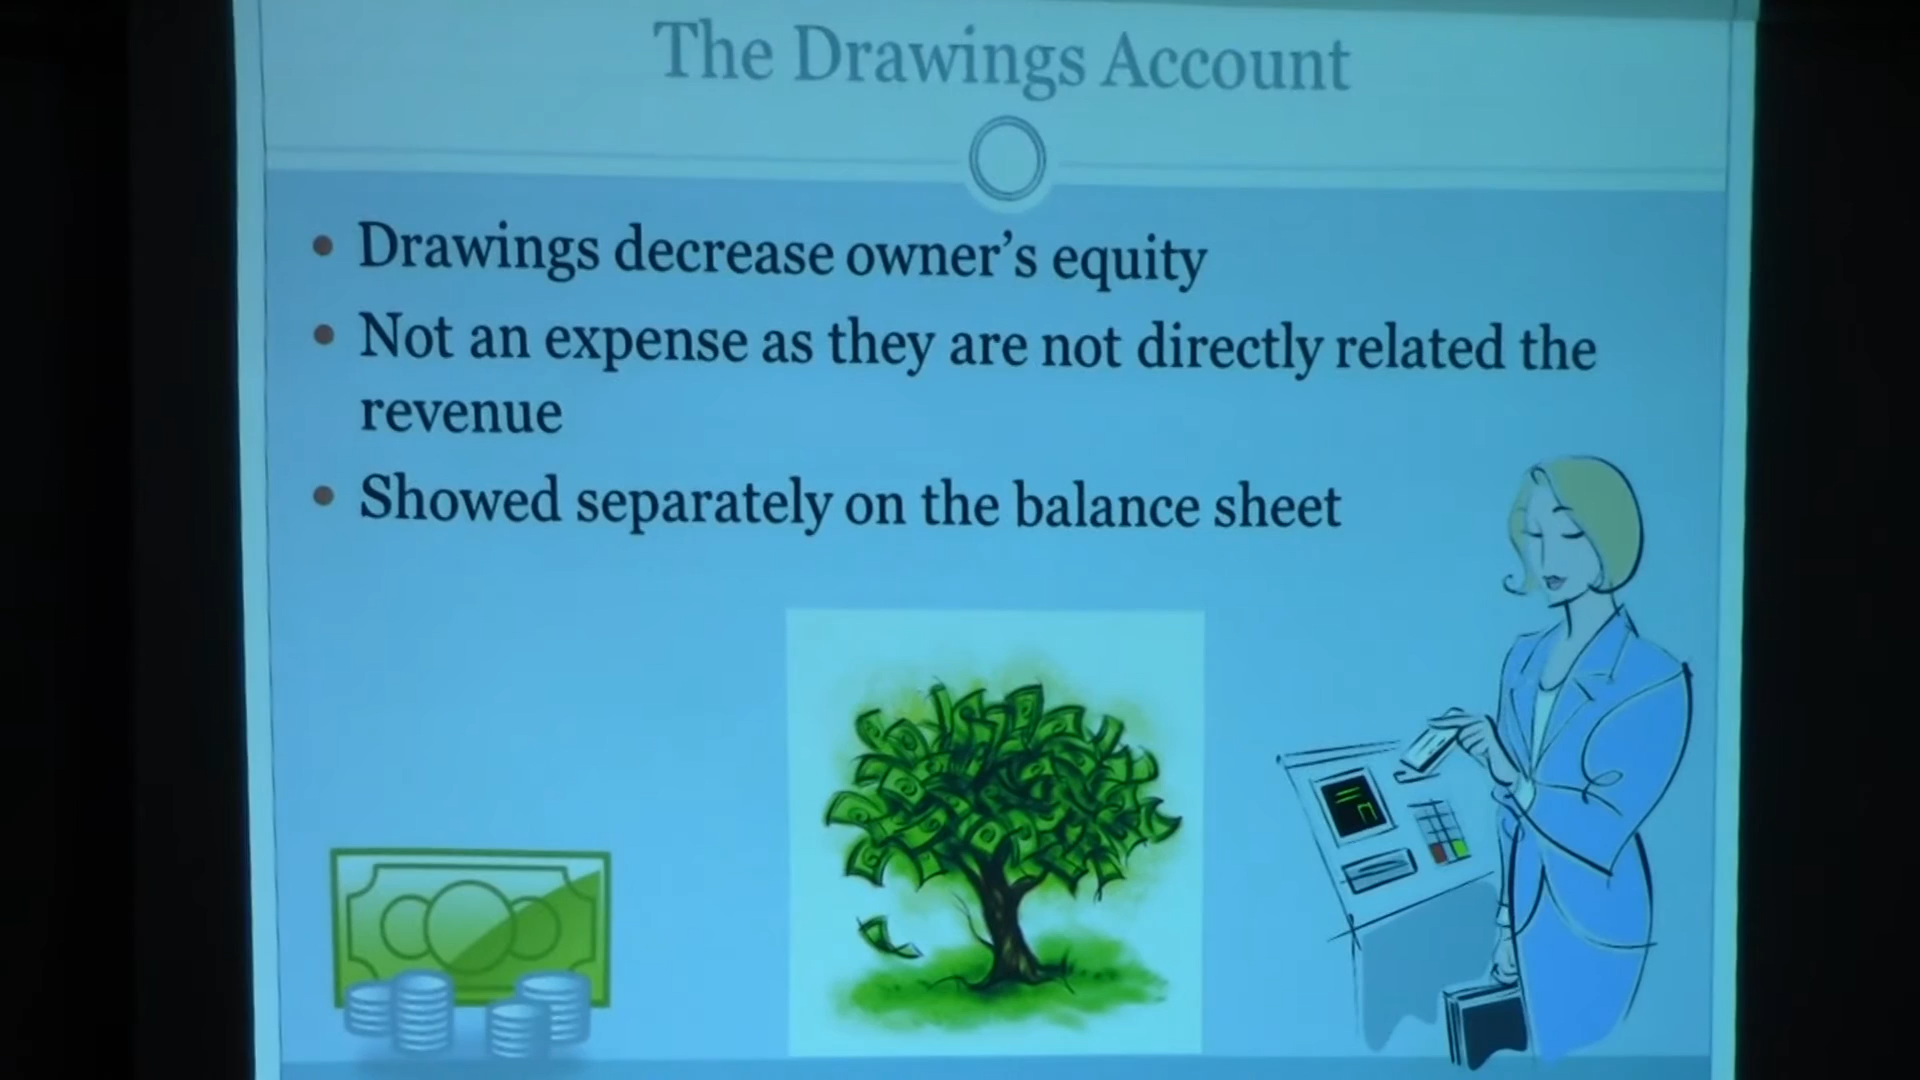 The Drawings Account
• Drawings decrease owner's equity
• Not an expense as they are not directly related the
revenue
• Showed separately on the balance sheet